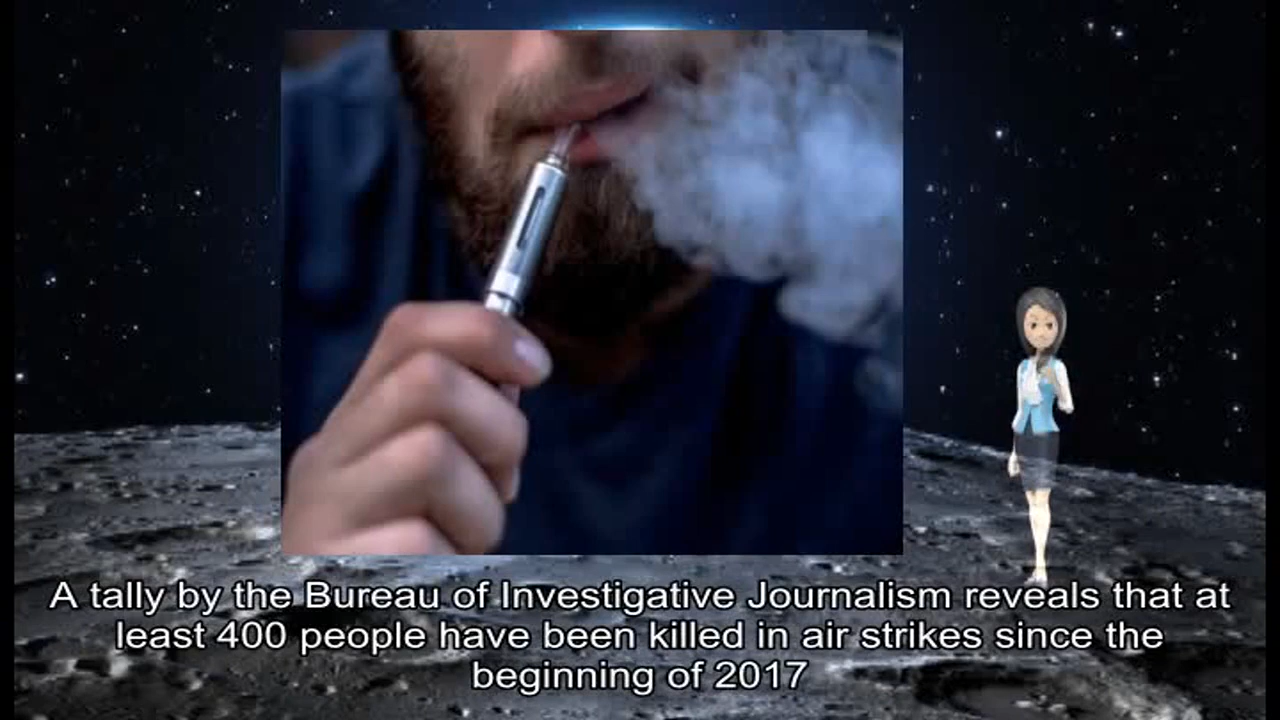 A tally by the Bureau of Investigative Journalism reveals that at
least 400 people have been killed in air strikes since the
beginning of 2017